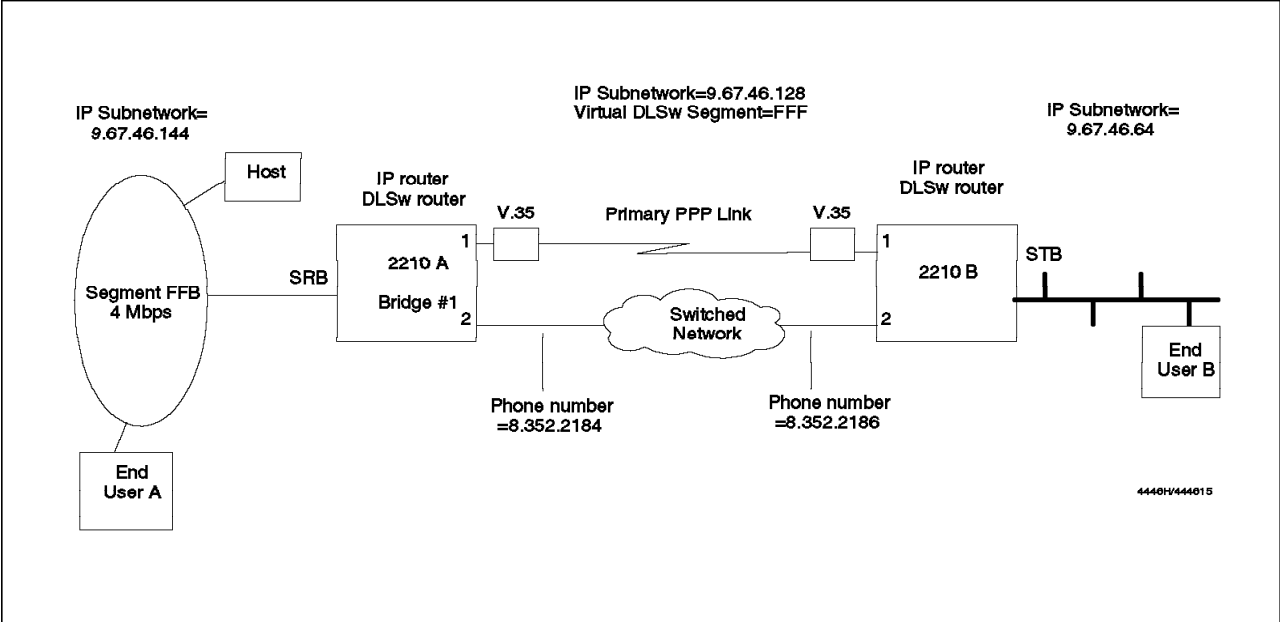 IP Subnetwork=
9.67.46.144
IP Subnetwork=9.67.46.128
Virtual DLSw Segment=FFF
IP Subnetwork=
9.67.46.64
Host
IP router
DLSw router
V.35
Primary PPP Link
V.35
IP router
DLSw router
1
2210 A
Bridge #1
2
SRB
Segment FFB
4 Mbps
Switched
Network
1
2210 B
2
STB
End
User B
Phone number
=8.352.2184
Phone number
=8.352.2186
End
User A
4446H/444615